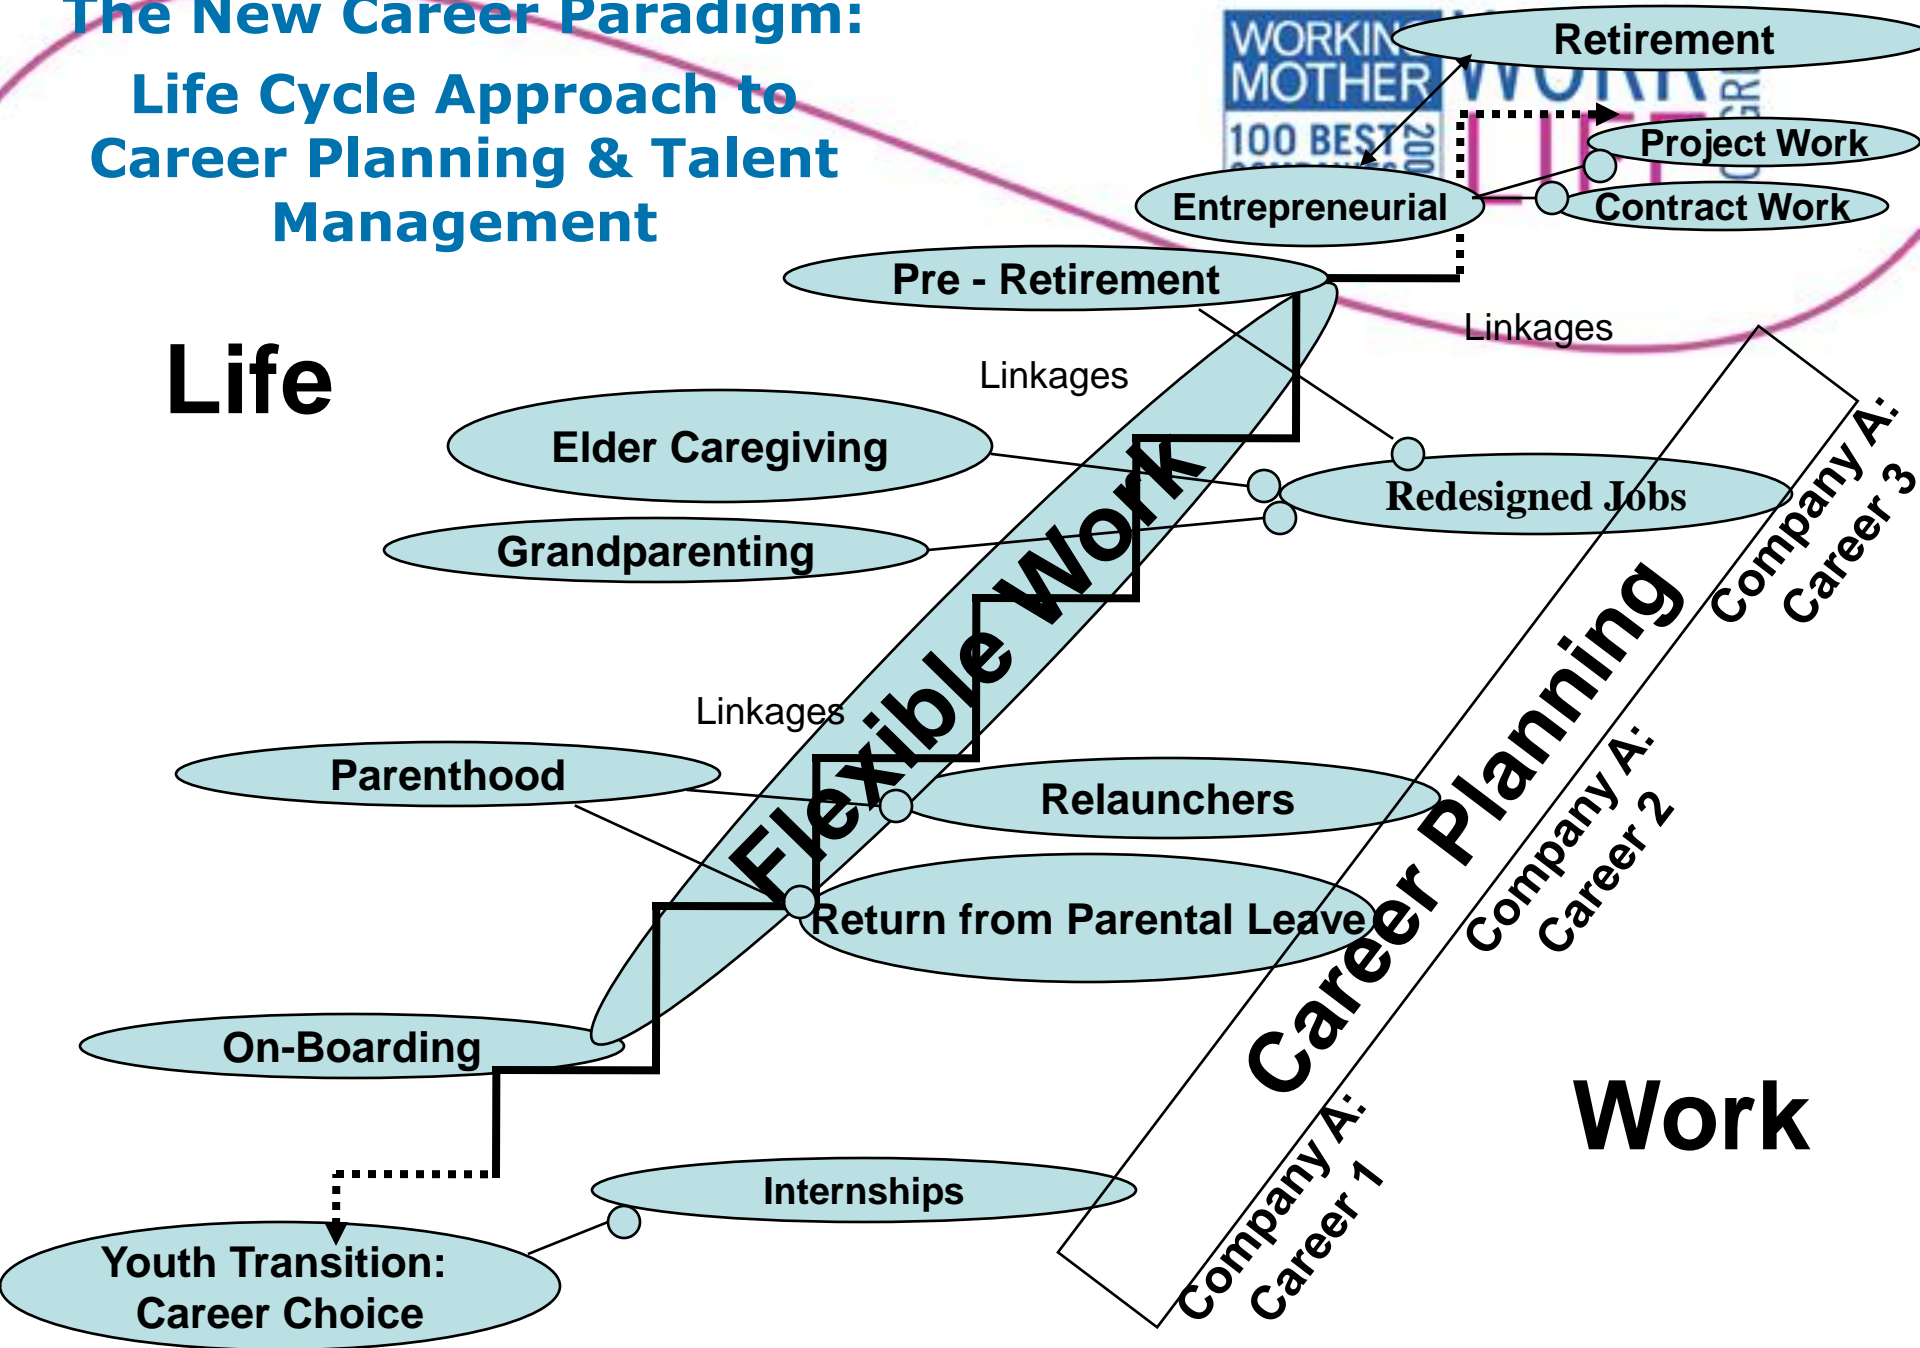 The New Career Paradigm:
Life Cycle Approach to
Career Planning & Talent
Management
WORKING
MOTHER
100 BEST
Retirement
WORK
LIFE
Project Work
Contract Work
Entrepreneurial
Pre - Retirement
Linkages
Linkages
Life
Elder Caregiving
Redesigned Jobs
Grandparenting
Company A:
Career 3
Flexible Work
Career Planning
Linkages
Parenthood
Relaunchers
Company A:
Career 2
Return from Parental Leave
On-Boarding
Work
Internships
Company A:
Career 1
Youth Transition:
Career Choice